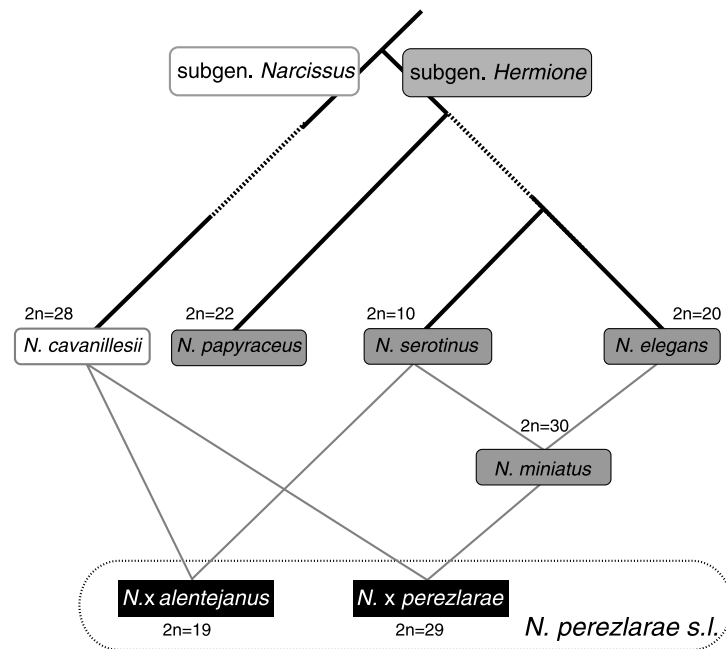 subgen. Narcissus
subgen. Hermione
2n=28
2n=22
2n=10
2n=20
N. cavanillesii
N. papyraceus
N. serotinus
N. elegans
2n=30
N. miniatus
N.x alentejanus
N. x perezlarae
2n=19
2n=29
N. perezlarae s.l.